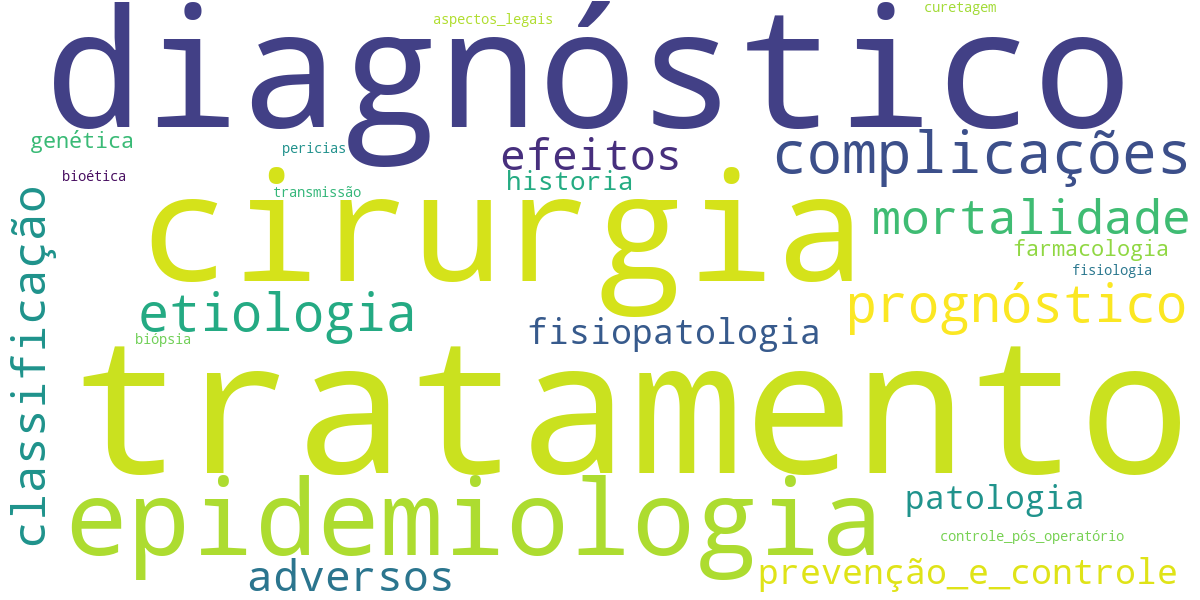 aspectos_legais
curetagem
diagnóstico
genética
pericias
efeitos
complicações
bioética
transmissão
historia
cirurgia
mortalidade
farmacologia
fisiologia
classificação
etiologia
fisiopatologia
prognóstico
biópsia
tratamento
epidemiologia
patologia
controle_pós_operatório
adversos
prevenção_e_controle